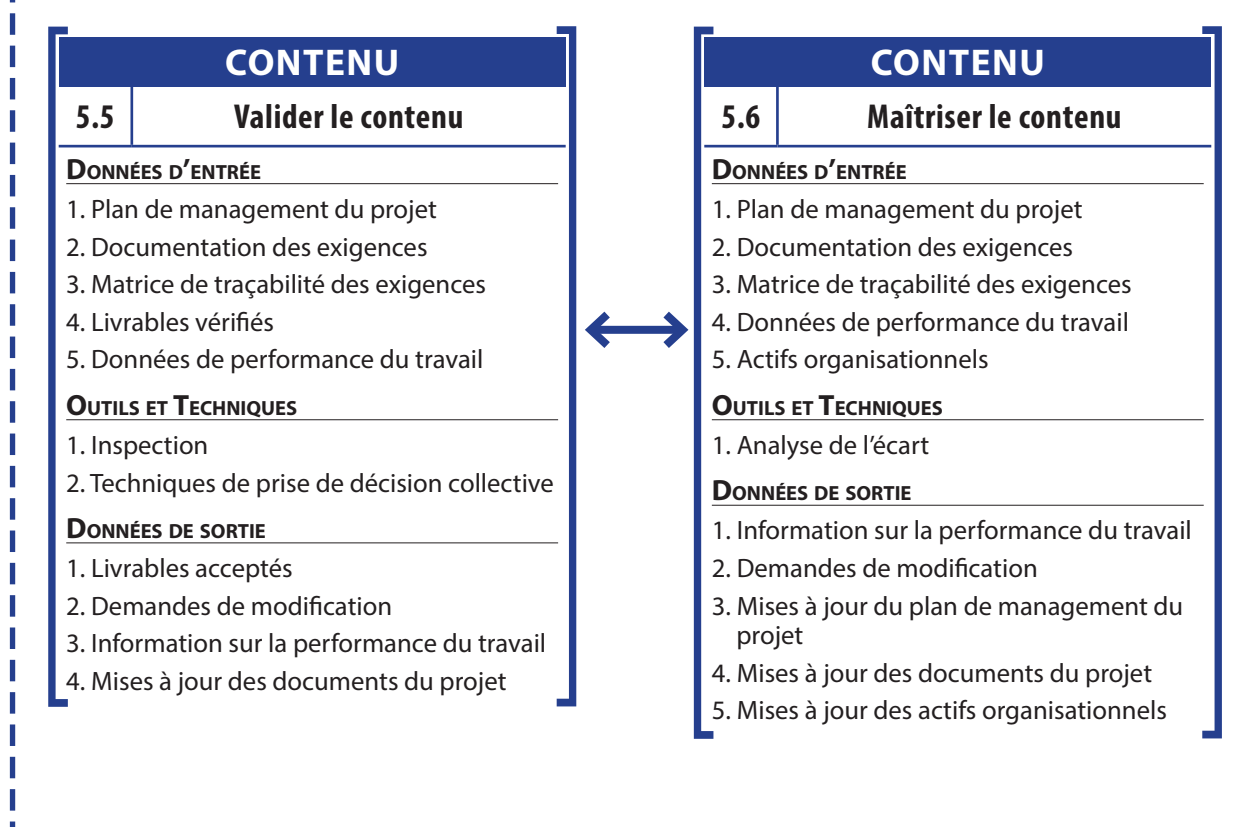 CONTENU
5.5 Valider le contenu
DONNÉES D'ENTRÉE
1. Plan de management du projet
2. Documentation des exigences
3. Matrice de traçabilité des exigences
4. Livrables vérifiés
5. Données de performance du travail
OUTILS ET TECHNIQUES
1. Inspection
2. Techniques de prise de décision collective
DONNÉES DE SORTIE
1. Livrables acceptés
2. Demandes de modification
3. Information sur la performance du travail
4. Mises à jour des documents du projet
CONTENU
5.6 Maîtriser le contenu
DONNÉES D'ENTRÉE
1. Plan de management du projet
2. Documentation des exigences
3. Matrice de traçabilité des exigences
4. Données de performance du travail
5. Actifs organisationnels
OUTILS ET TECHNIQUES
1. Analyse de l'écart
DONNÉES DE SORTIE
1. Information sur la performance du travail
2. Demandes de modification
3. Mises à jour du plan de management du
projet
4. Mises à jour des documents du projet
5. Mises à jour des actifs organisationnels